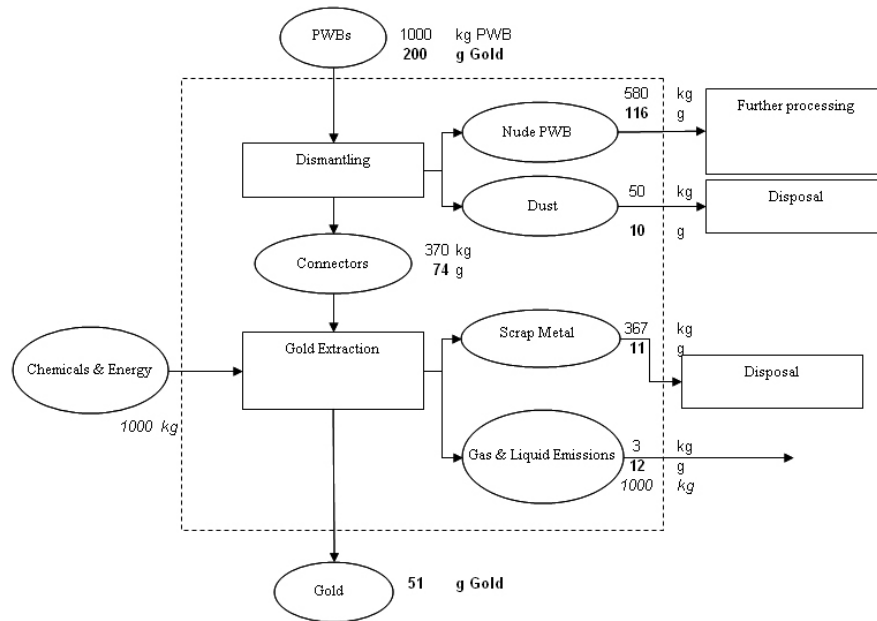 PWBs
1000 kg PWB
200 g Gold
580 kg
116 g
Further processing
Nude PWB
Dismantling
50 kg
Disposal
Dust
10 g
370 kg
Connectors
74 g
Scrap Metal
367 kg
Gold Extraction
11 g
Chemicals & Energy
Disposal
1000 kg
3 kg
Gas & Liquid Emissions
12 g
1000 kg
51 g Gold
Gold